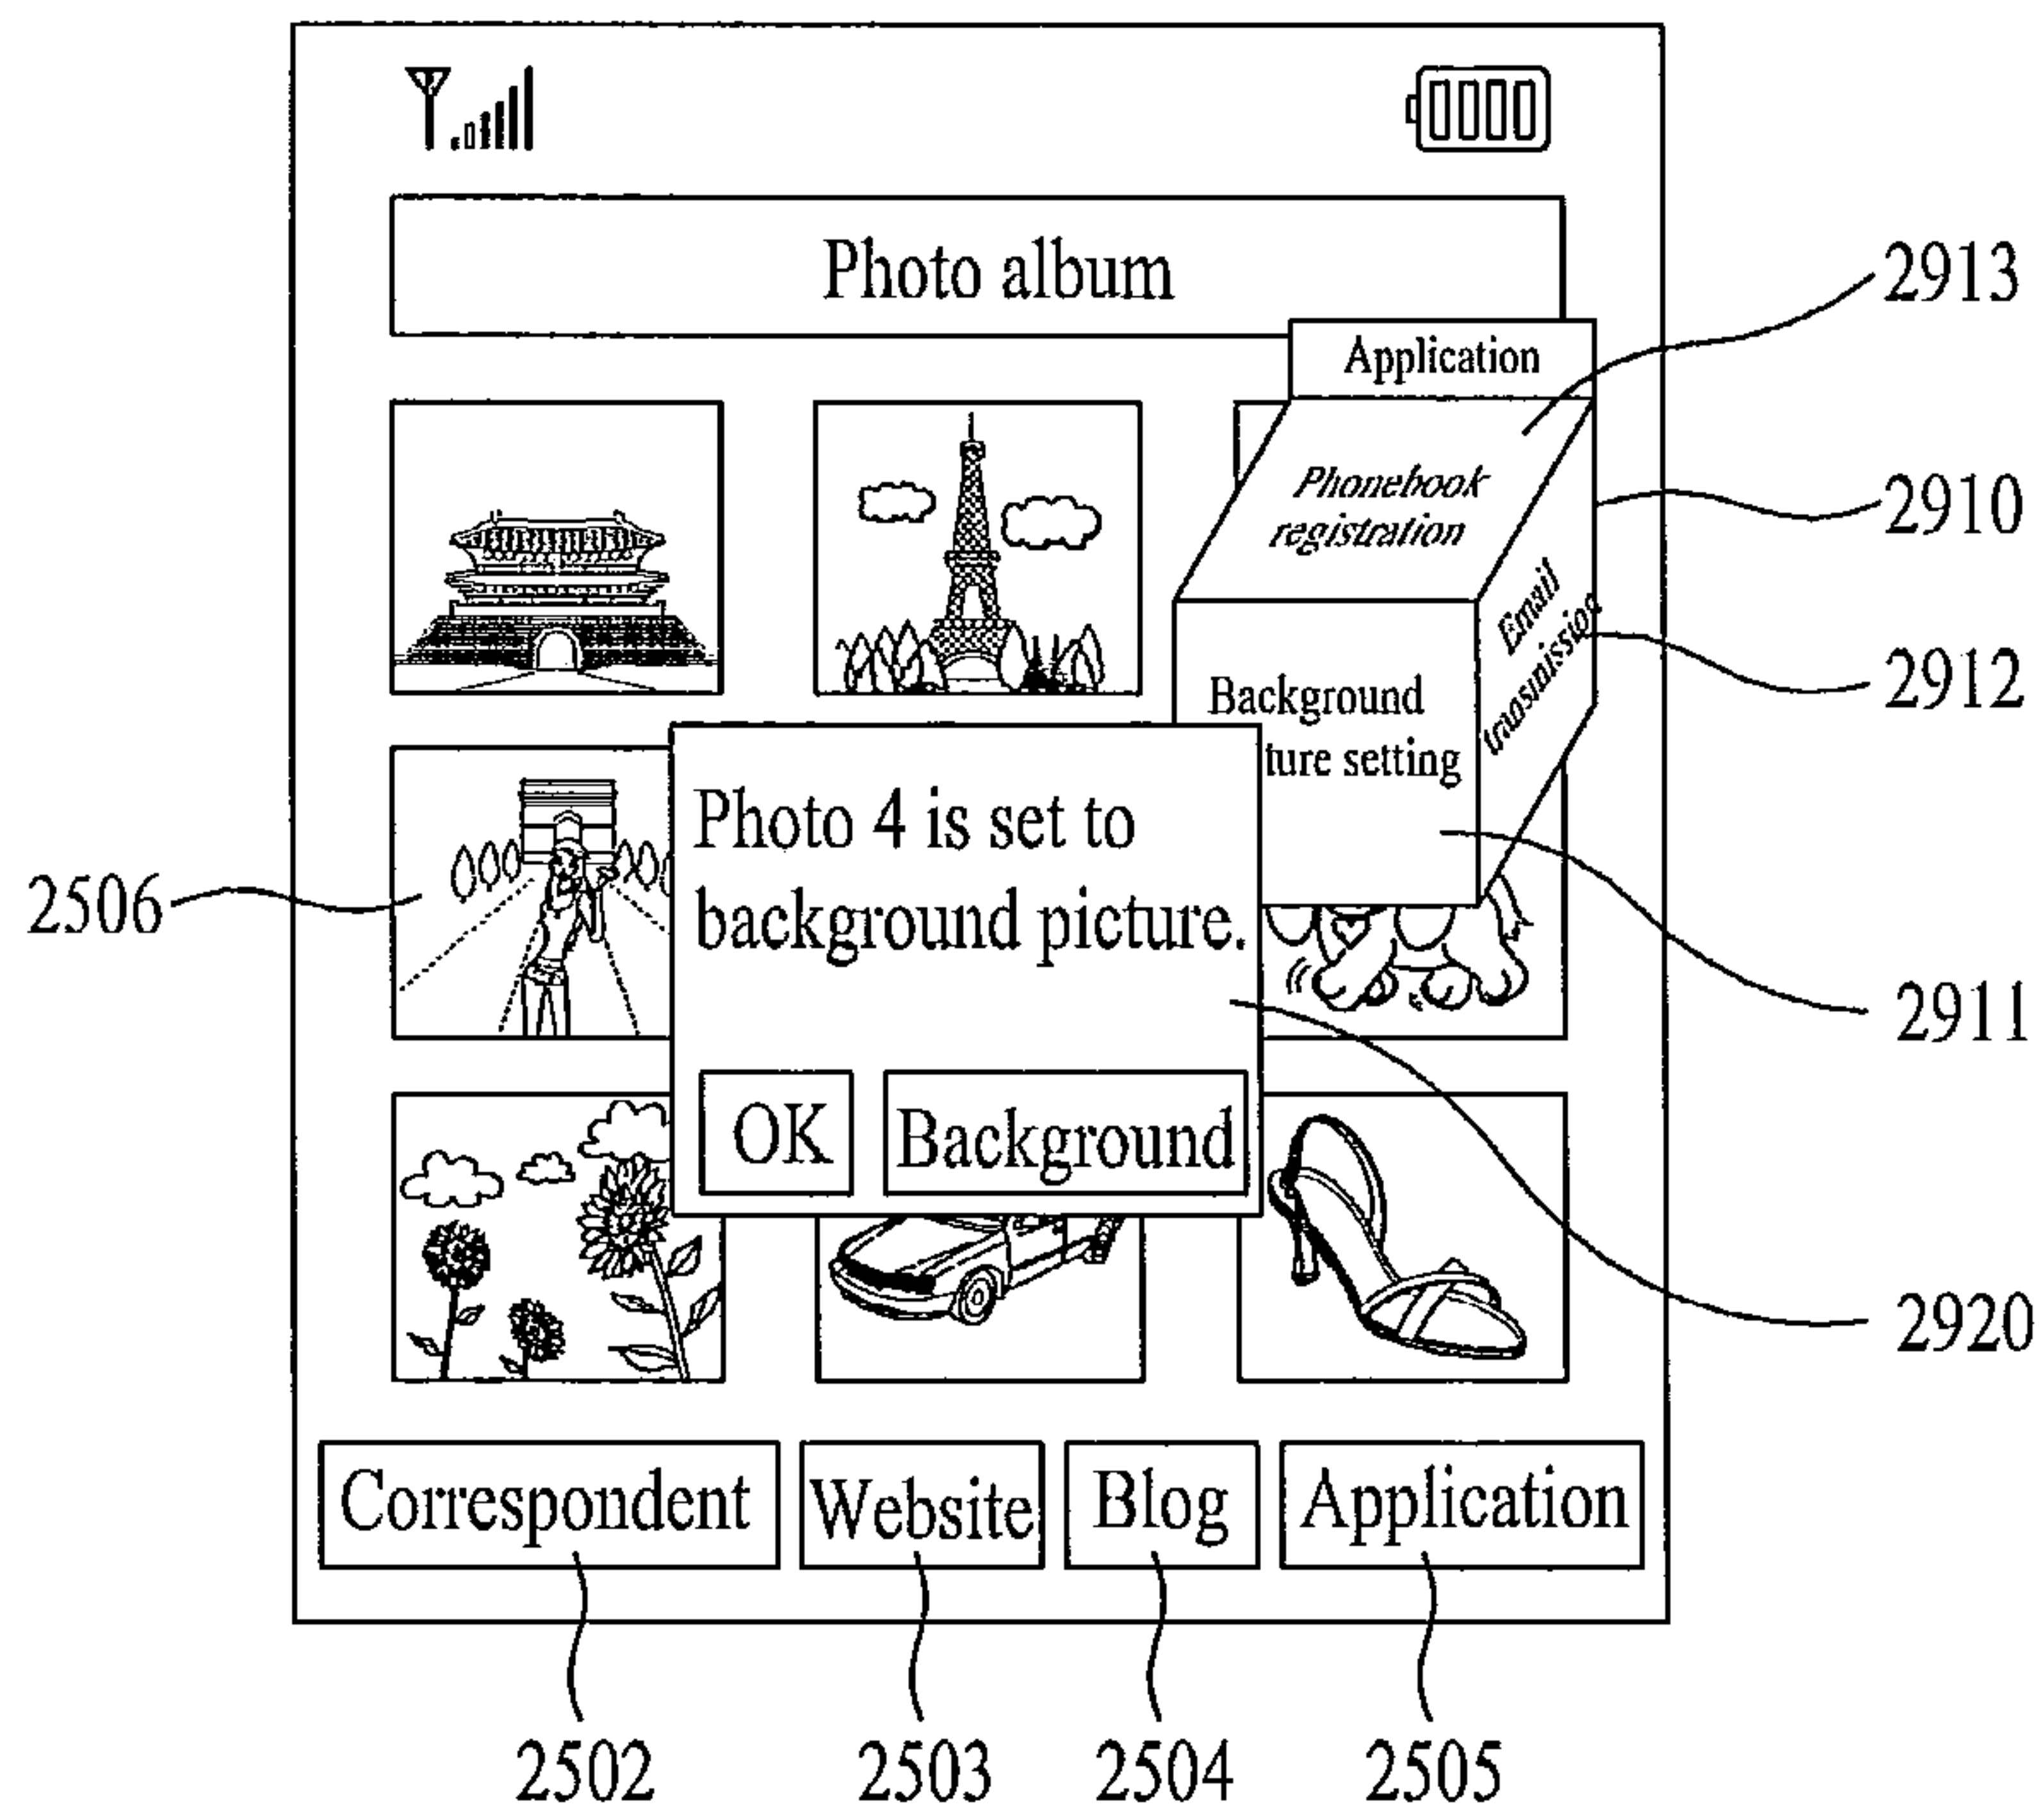 Photo album
2913
Application
Phonebook
registration
2910
Email
transmission
2912
Background
ture setting
2911
2506
Photo 4 is set to
background picture.
OK
Background
2920
Correspondent
Website
Blog
Application
2502
2503
2504
2505